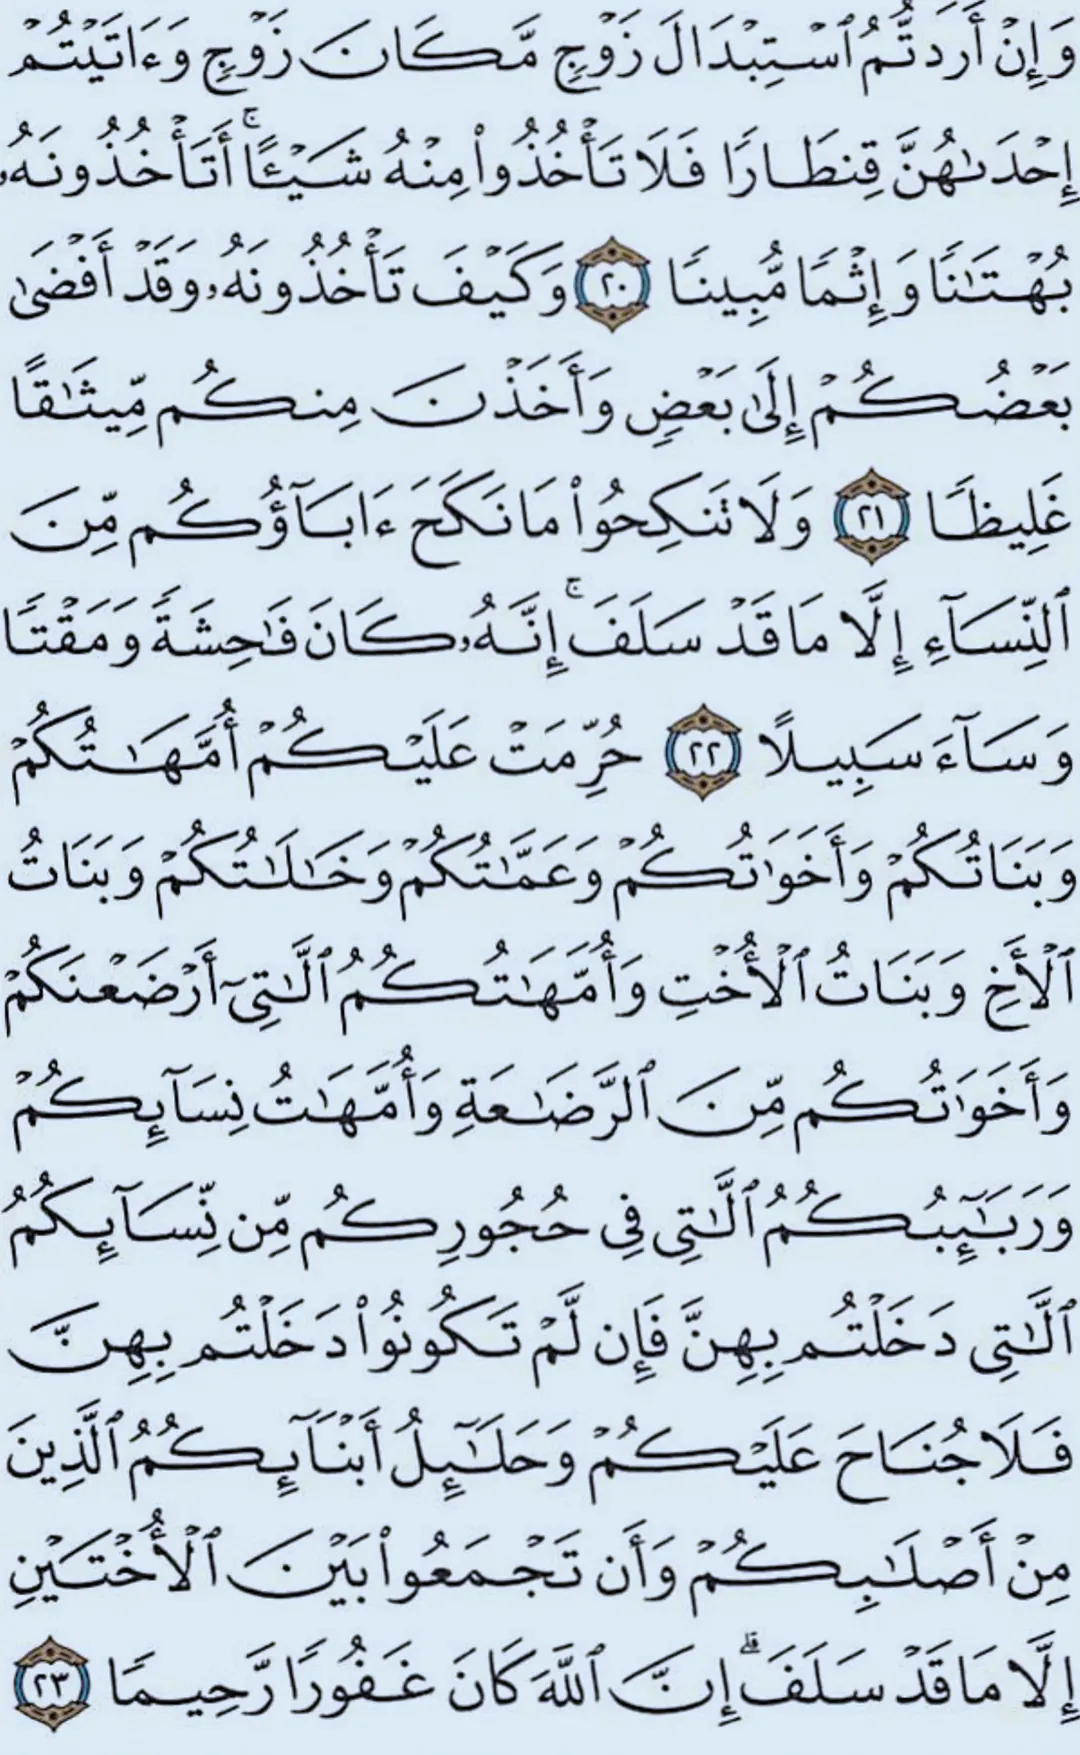 وَإِنْ أَرَدتُّمُ ٱسْتِبْدَالَ زَوْجٍ مَّكَانَ زَوْجٍ وَءَاتَيْتُمْ
إِحْدَىٰهُنَّ قِنطَارًا فَلَا تَأْخُذُوا۟ مِنْهُ شَيْـًٔا ۚ أَتَأْخُذُونَهُۥ
بُهْتَـٰنًا وَإِثْمًا مُّبِينًا ٢٠ وَكَيْفَ تَأْخُذُونَهُۥ وَقَدْ أَفْضَىٰ
بَعْضُكُمْ إِلَىٰ بَعْضٍ وَأَخَذْنَ مِنكُم مِّيثَـٰقًا
غَلِيظًا ٢١ وَلَا تَنكِحُوا۟ مَا نَكَحَ ءَابَآؤُكُم مِّنَ
ٱلنِّسَآءِ إِلَّا مَا قَدْ سَلَفَ ۚ إِنَّهُۥ كَانَ فَـٰحِشَةً وَمَقْتًا
وَسَآءَ سَبِيلًا ٢٢ حُرِّمَتْ عَلَيْكُمْ أُمَّهَـٰتُكُمْ
وَبَنَاتُكُمْ وَأَخَوَٰتُكُمْ وَعَمَّـٰتُكُمْ وَخَـٰلَـٰتُكُمْ وَبَنَاتُ
ٱلْأَخِ وَبَنَاتُ ٱلْأُخْتِ وَأُمَّهَـٰتُكُمُ ٱلَّـٰتِىٓ أَرْضَعْنَكُمْ
وَأَخَوَٰتُكُم مِّنَ ٱلرَّضَـٰعَةِ وَأُمَّهَـٰتُ نِسَآئِكُمْ
وَرَبَـٰٓئِبُكُمُ ٱلَّـٰتِى فِى حُجُورِكُم مِّن نِّسَآئِكُمُ
ٱلَّـٰتِى دَخَلْتُم بِهِنَّ فَإِن لَّمْ تَكُونُوا۟ دَخَلْتُم بِهِنَّ
فَلَا جُنَاحَ عَلَيْكُمْ وَحَلَـٰٓئِلُ أَبْنَآئِكُمُ ٱلَّذِينَ
مِنْ أَصْلَـٰبِكُمْ وَأَن تَجْمَعُوا۟ بَيْنَ ٱلْأُخْتَيْنِ
إِلَّا مَا قَدْ سَلَفَ ۗ إِنَّ ٱللَّهَ كَانَ غَفُورًا رَّحِيمًا ٢٣